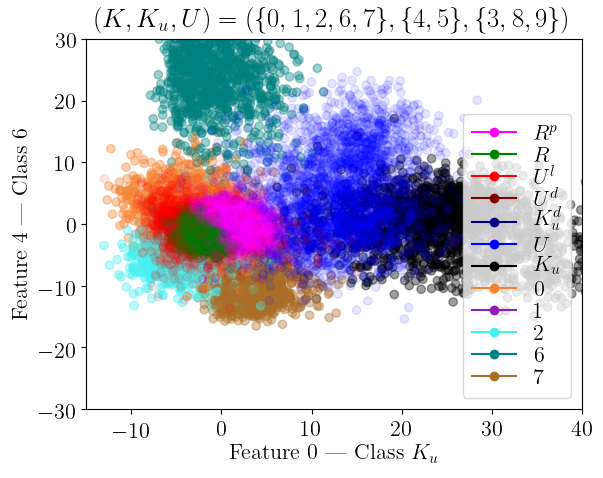 (K, K_u, U) = ({0, 1, 2, 6, 7}, {4, 5}, {3, 8, 9})
Feature 4 — Class 6
30
20
10
0
−10
−20
−30
R^p
R
U^l
U^d
K_u^d
U
K_u
0
1
2
6
7
−10
0
10
20
30
40
Feature 0 — Class K_u